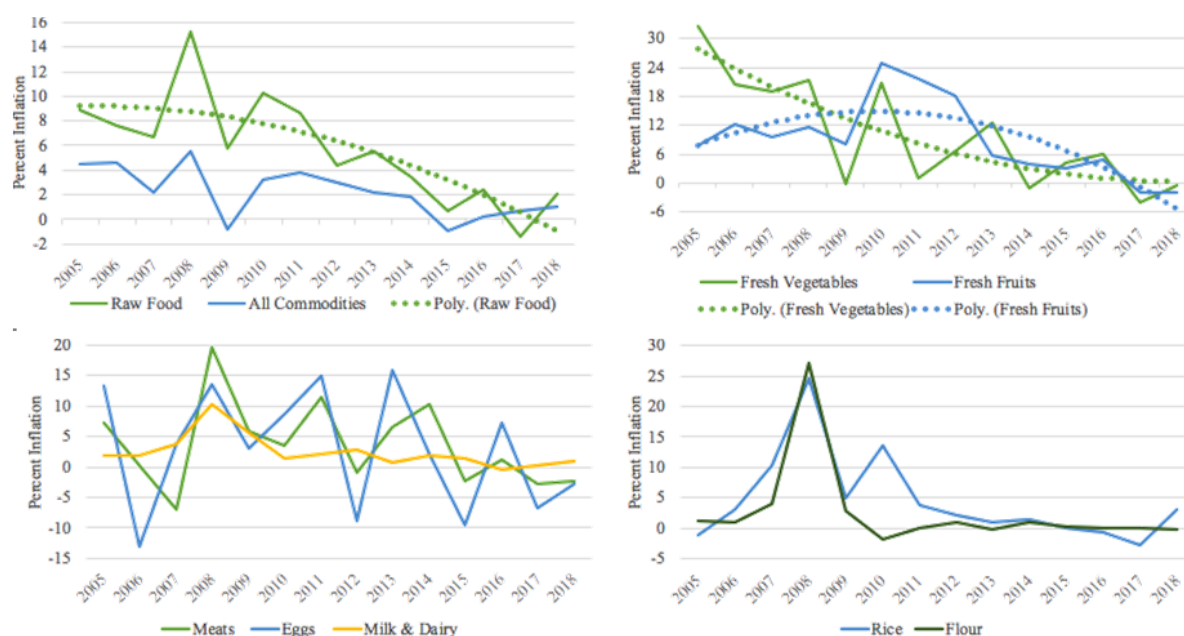 Percent Inflation
16
14
12
10
8
6
4
2
0
-2
2005 2006 2007 2008 2009 2010 2011 2012 2013 2014 2015 2016 2017 2018
Raw Food All Commodities Poly. (Raw Food)
Percent Inflation
30
24
18
12
6
0
-6
2005 2006 2007 2008 2009 2010 2011 2012 2013 2014 2015 2016 2017 2018
Fresh Vegetables Fresh Fruits
Poly. (Fresh Vegetables) Poly. (Fresh Fruits)
Percent Inflation
20
15
10
5
0
-5
-10
-15
2005 2006 2007 2008 2009 2010 2011 2012 2013 2014 2015 2016 2017 2018
Meats Eggs Milk & Dairy
Percent Inflation
30
25
20
15
10
5
0
-5
2005 2006 2007 2008 2009 2010 2011 2012 2013 2014 2015 2016 2017 2018
Rice Flour